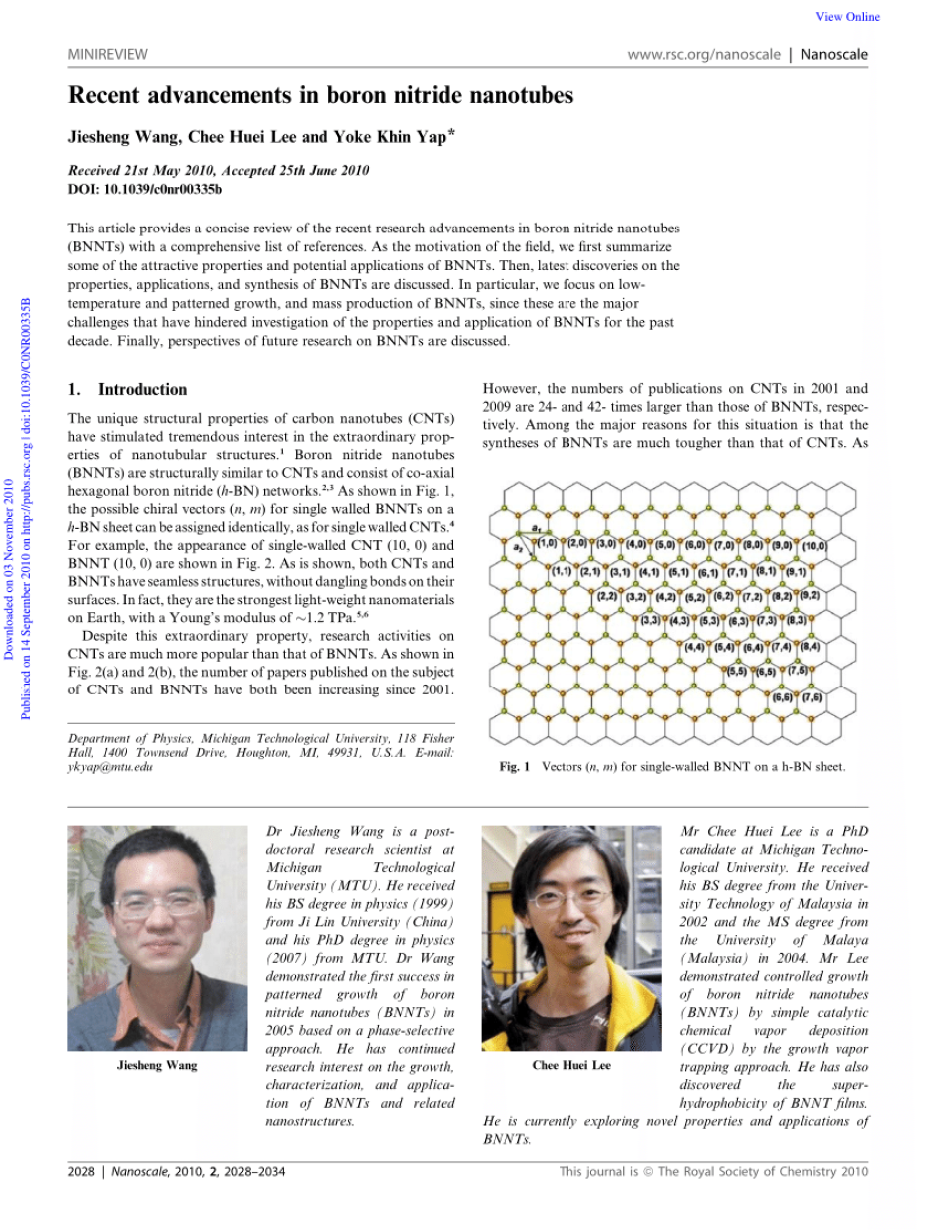 View Online
MINIREVIEW
www.rsc.org/nanoscale | Nanoscale
Recent advancements in boron nitride nanotubes
Jiesheng Wang, Chee Huei Lee and Yoke Khin Yap*
Received 21st May 2010, Accepted 25th June 2010
DOI: 10.1039/c0nr00335b
This article provides a concise review of the recent research advancements in boron nitride nanotubes
(BNNTs) with a comprehensive list of references. As the motivation of the field, we first summarize
some of the attractive properties and potential applications of BNNTs. Then, latest discoveries on the
properties, applications, and synthesis of BNNTs are discussed. In particular, we focus on low-
temperature and patterned growth, and mass production of BNNTs, since these are the major
challenges that have hindered investigation of the properties and application of BNNTs for the past
decade. Finally, perspectives of future research on BNNTs are discussed.
Downloaded on 03 November 2010
Published on 14 September 2010 on http://pubs.rsc.org | doi:10.1039/C0NR00335B
1. Introduction
The unique structural properties of carbon nanotubes (CNTs)
have stimulated tremendous interest in the extraordinary prop-
erties of nanotubular structures.1 Boron nitride nanotubes
(BNNTs) are structurally similar to CNTs and consist of co-axial
hexagonal boron nitride (h-BN) networks.2,3 As shown in Fig. 1,
the possible chiral vectors (n, m) for single walled BNNTs on a
h-BN sheet can be assigned identically, as for single walled CNTs.4
For example, the appearance of single-walled CNT (10, 0) and
BNNT (10, 0) are shown in Fig. 2. As is shown, both CNTs and
BNNTs have seamless structures, without dangling bonds on their
surfaces. In fact, they are the strongest light-weight nanomaterials
on Earth, with a Young's modulus of ~1.2 TPa.5,6
Despite this extraordinary property, research activities on
CNTs are much more popular than that of BNNTs. As shown in
Fig. 2(a) and 2(b), the number of papers published on the subject
of CNTs and BNNTs have both been increasing since 2001.
Department of Physics, Michigan Technological University, 118 Fisher
Hall, 1400 Townsend Drive, Houghton, MI, 49931, U.S.A. E-mail:
ykyap@mtu.edu
However, the numbers of publications on CNTs in 2001 and
2009 are 24- and 42- times larger than those of BNNTs, respec-
tively. Among the major reasons for this situation is that the
syntheses of BNNTs are much tougher than that of CNTs. As
a1
a2
(1,0) (2,0) (3,0) (4,0) (5,0) (6,0) (7,0) (8,0) (9,0) (10,0)
(1,1) (2,1) (3,1) (4,1) (5,1) (6,1) (7,1) (8,1) (9,1)
(2,2) (3,2) (4,2) (5,2) (6,2) (7,2) (8,2) (9,2)
(3,3) (4,3) (5,3) (6,3) (7,3) (8,3)
(4,4) (5,4) (6,4) (7,4) (8,4)
(5,5) (6,5) (7,5)
(6,6) (7,6)
Fig. 1 Vectors (n, m) for single-walled BNNT on a h-BN sheet.
Jiesheng Wang
Dr Jiesheng Wang is a post-
doctoral research scientist at
Michigan Technological
University (MTU). He received
his BS degree in physics (1999)
from Ji Lin University (China)
and his PhD degree in physics
(2007) from MTU. Dr Wang
demonstrated the first success in
patterned growth of boron
nitride nanotubes (BNNTs) in
2005 based on a phase-selective
approach. He has continued
research interest on the growth,
characterization, and applica-
tion of BNNTs and related
nanostructures.
Chee Huei Lee
Mr Chee Huei Lee is a PhD
candidate at Michigan Techno-
logical University. He received
his BS degree from the Univer-
sity Technology of Malaysia in
2002 and the MS degree from
the University of Malaya
(Malaysia) in 2004. Mr Lee
demonstrated controlled growth
of boron nitride nanotubes
(BNNTs) by simple catalytic
chemical vapor deposition
(CCVD) by the growth vapor
trapping approach. He has also
discovered the super-
hydrophobicity of BNNT films.
He is currently exploring novel properties and applications of
BNNTs.
2028 | Nanoscale, 2010, 2, 2028–2034
This journal is © The Royal Society of Chemistry 2010